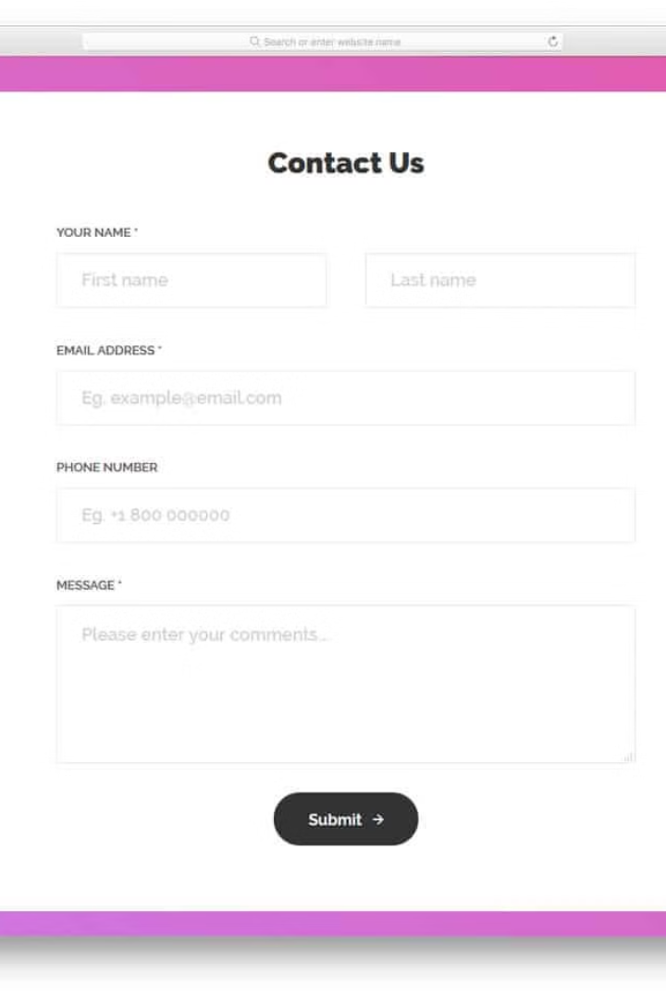 Search or enter website name
Contact Us
YOUR NAME *
First name Last name
EMAIL ADDRESS *
Eg. example@email.com
PHONE NUMBER
Eg. +1 800 000000
MESSAGE *
Please enter your comments...
Submit →